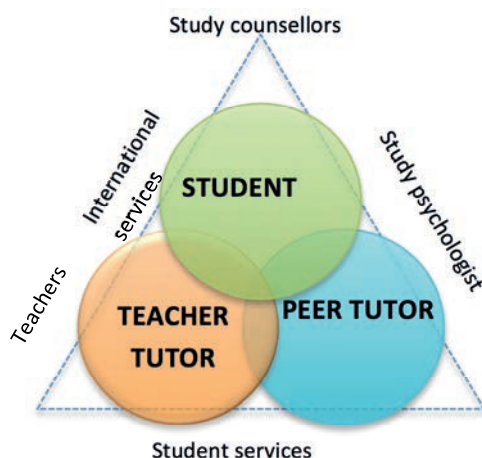 Study counsellors
International
services
Study psychologist
Teachers
STUDENT
TEACHER
TUTOR
PEER TUTOR
Student services